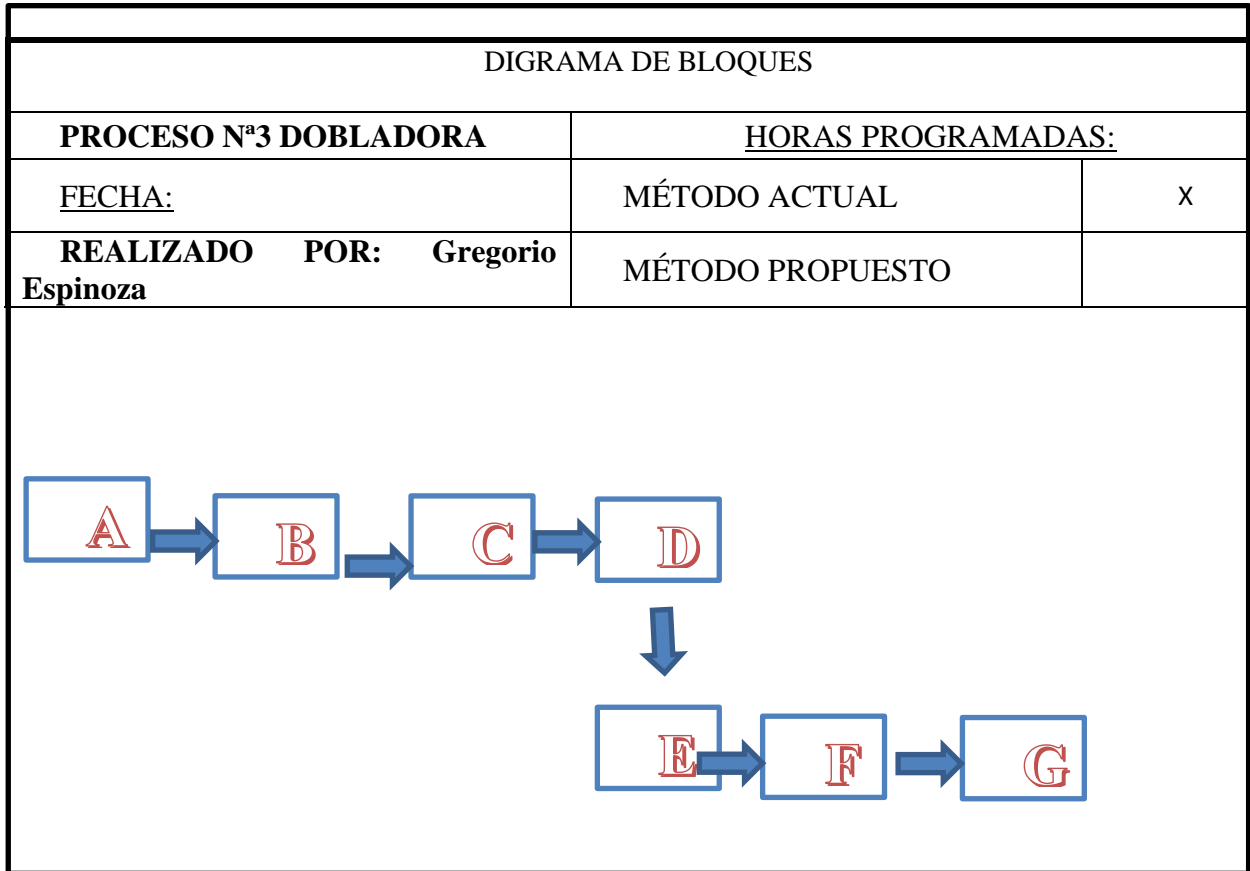 DIGRAMA DE BLOQUES
PROCESO Nª3 DOBLADORA
HORAS PROGRAMADAS:
FECHA:
MÉTODO ACTUAL
X
REALIZADO POR: Gregorio
Espinoza
MÉTODO PROPUESTO
A
B
C
D
E
F
G